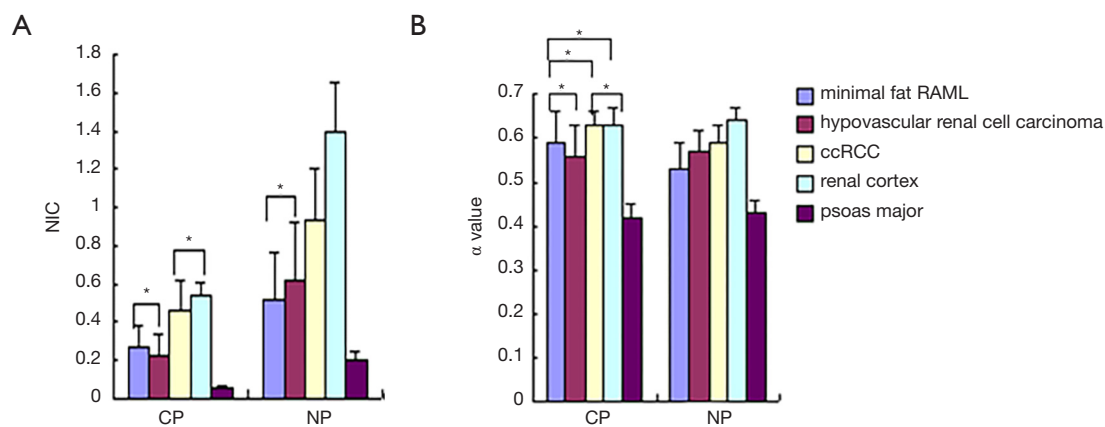 A
NIC
1.8
1.6
1.4
1.2
1
0.8
0.6
0.4
0.2
0
*
*
*
CP
NP
B
α value
0.7
0.6
0.5
0.4
0.3
0.2
0.1
0
*
*
*
*
CP
NP
minimal fat RAML
hypovascular renal cell carcinoma
ccRCC
renal cortex
psoas major